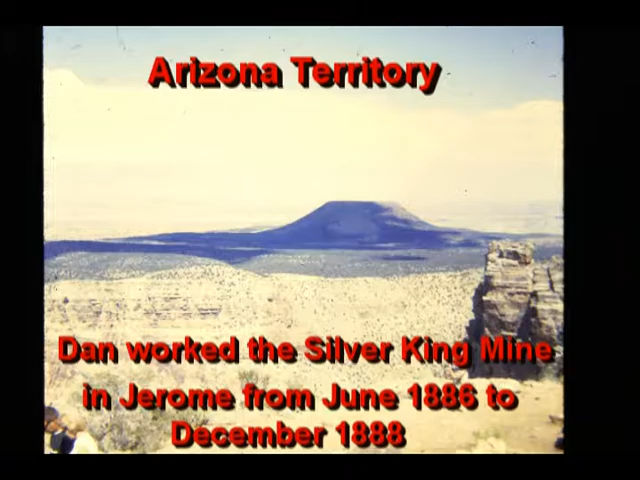 Arizona Territory
Dan worked the Silver King Mine
in Jerome from June 1886 to
December 1888